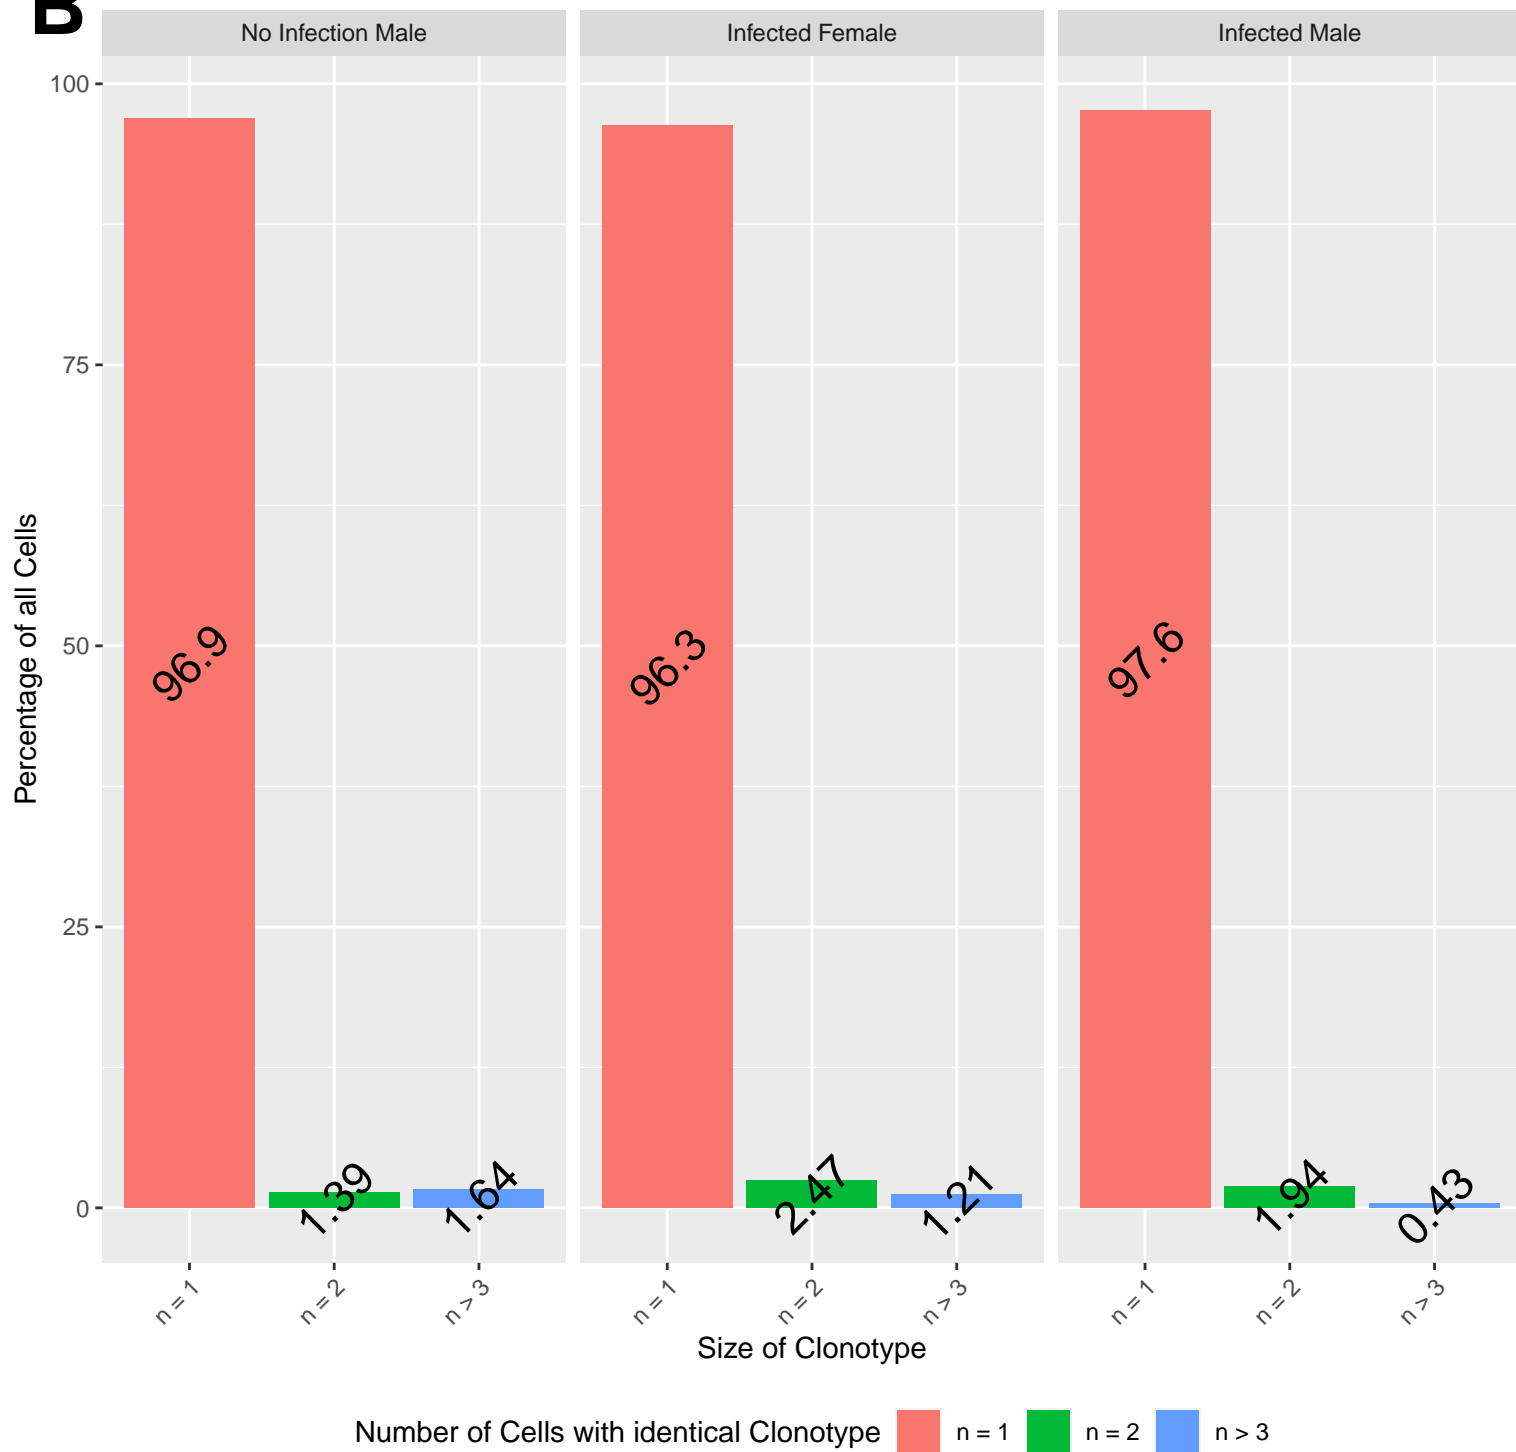 B
No Infection Male
Infected Female
Infected Male
Percentage of all Cells
100
75
50
25
0
96.9
1.39
1.64
96.3
2.47
1.21
97.6
1.94
0.43
n = 1
n = 2
n > 3
n = 1
n = 2
n > 3
n = 1
n = 2
n > 3
Size of Clonotype
Number of Cells with identical Clonotype n = 1 n = 2 n > 3